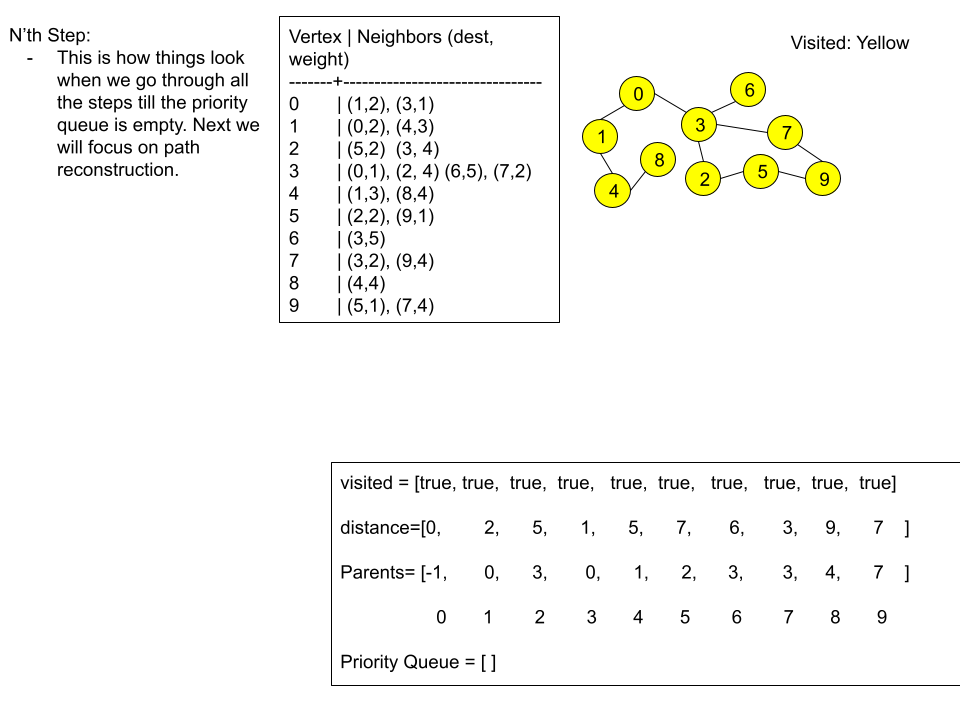 N'th Step:
- This is how things look
when we go through all
the steps till the priority
queue is empty. Next we
will focus on path
reconstruction.
Vertex | Neighbors (dest,
weight)
-------+---------------------------------
0 | (1,2), (3,1)
1 | (0,2), (4,3)
2 | (5,2) (3, 4)
3 | (0,1), (2, 4) (6,5), (7,2)
4 | (1,3), (8,4)
5 | (2,2), (9,1)
6 | (3,5)
7 | (3,2), (9,4)
8 | (4,4)
9 | (5,1), (7,4)
Visited: Yellow
0
6
1
3
7
8
4
2
5
9
visited = [true, true, true, true, true, true, true, true, true, true]
distance=[0, 2, 5, 1, 5, 7, 6, 3, 9, 7 ]
Parents= [-1, 0, 3, 0, 1, 2, 3, 3, 4, 7 ]
0 1 2 3 4 5 6 7 8 9
Priority Queue = [ ]